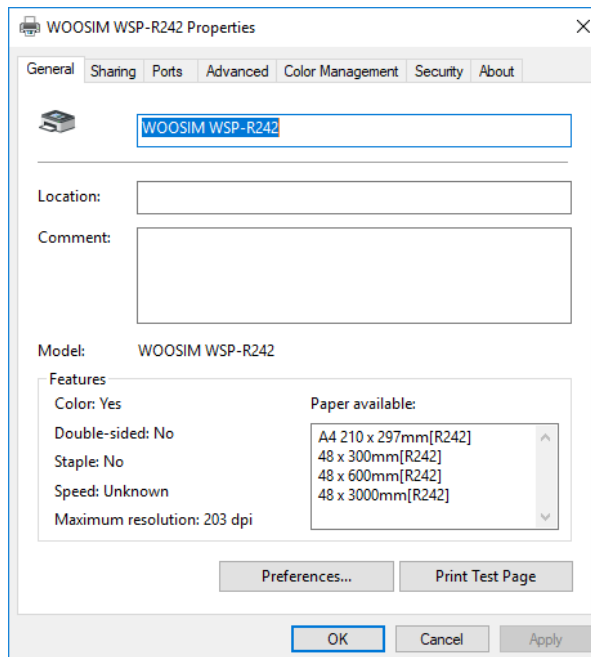 WOOSIM WSP-R242 Properties
General Sharing Ports Advanced Color Management Security About
WOOSIM WSP-R242
Location:
Comment:
Model: WOOSIM WSP-R242
Features
Color: Yes
Double-sided: No
Staple: No
Speed: Unknown
Maximum resolution: 203 dpi
Paper available:
A4 210 x 297mm[R242]
48 x 300mm[R242]
48 x 600mm[R242]
48 x 3000mm[R242]
Preferences... Print Test Page
OK Cancel Apply